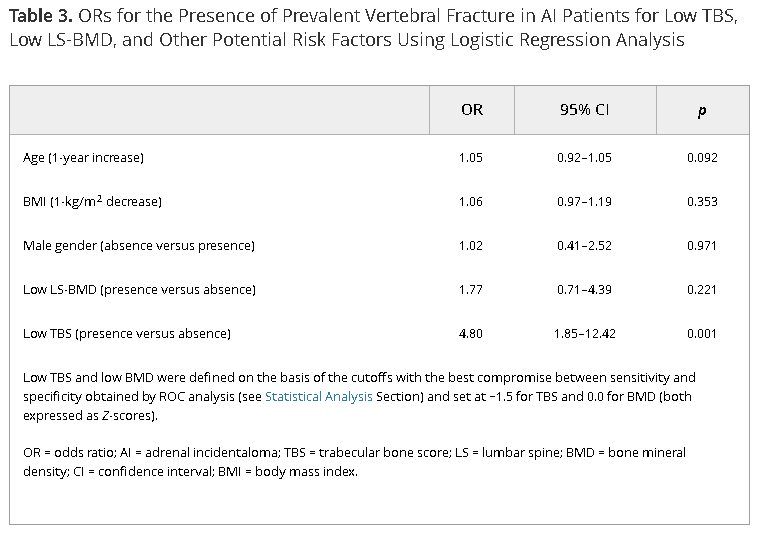 Table 3. ORs for the Presence of Prevalent Vertebral Fracture in AI Patients for Low TBS,
Low LS-BMD, and Other Potential Risk Factors Using Logistic Regression Analysis
OR 95% CI p
Age (1-year increase) 1.05 0.92–1.05 0.092
BMI (1-kg/m² decrease) 1.06 0.97–1.19 0.353
Male gender (absence versus presence) 1.02 0.41–2.52 0.971
Low LS-BMD (presence versus absence) 1.77 0.71–4.39 0.221
Low TBS (presence versus absence) 4.80 1.85–12.42 0.001
Low TBS and low BMD were defined on the basis of the cutoffs with the best compromise between sensitivity and
specificity obtained by ROC analysis (see Statistical Analysis Section) and set at −1.5 for TBS and 0.0 for BMD (both
expressed as Z-scores).
OR = odds ratio; AI = adrenal incidentaloma; TBS = trabecular bone score; LS = lumbar spine; BMD = bone mineral
density; CI = confidence interval; BMI = body mass index.